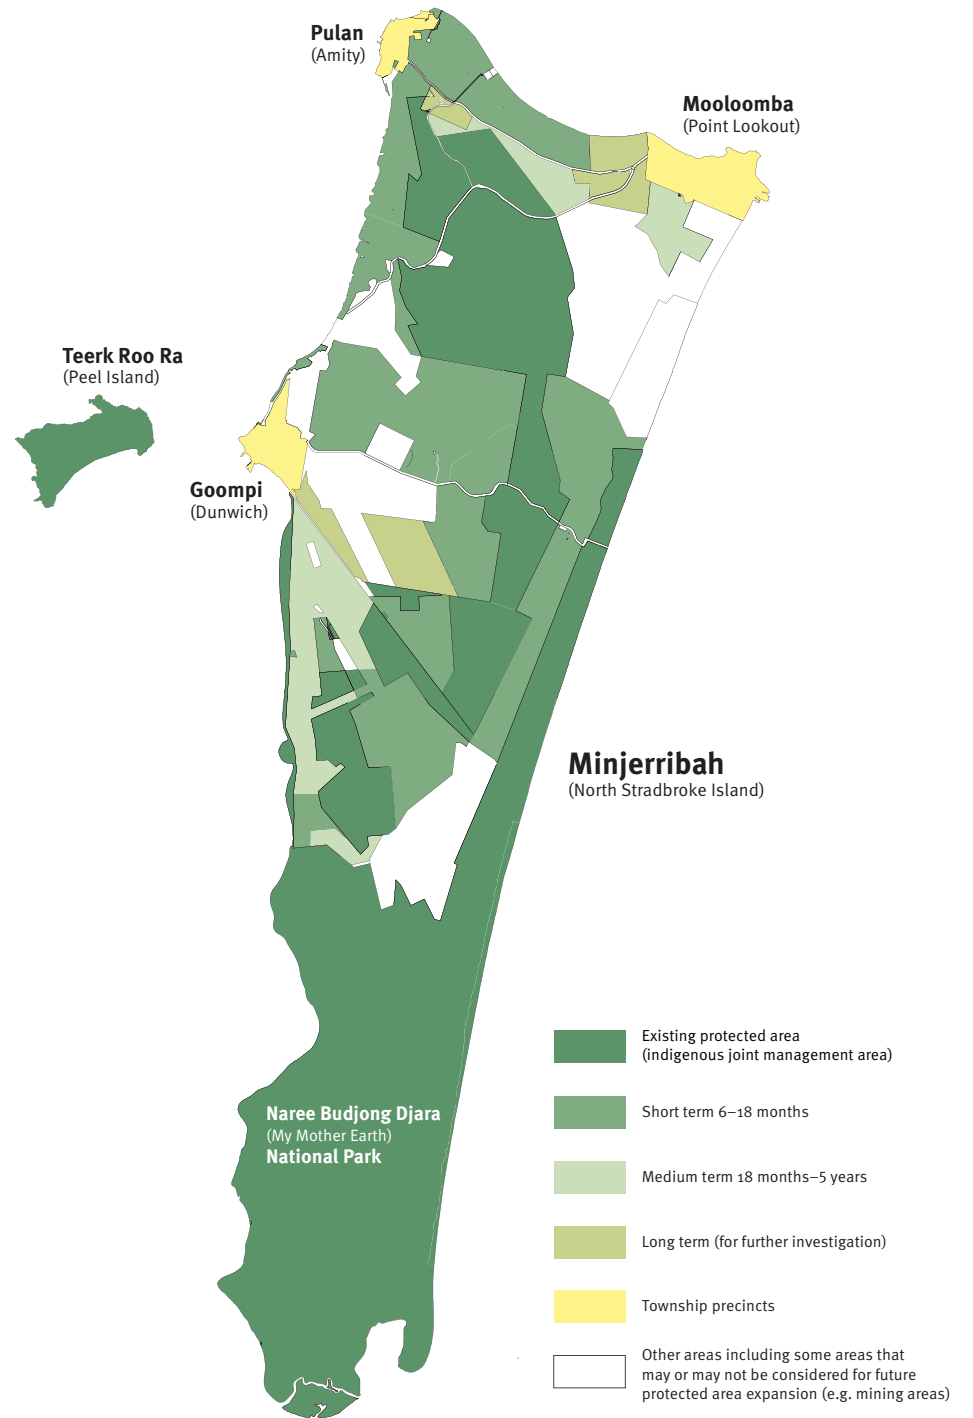 Pulan
(Amity)
Mooloomba
(Point Lookout)
Teerk Roo Ra
(Peel Island)
Goompi
(Dunwich)
Minjerribah
(North Stradbroke Island)
Naree Budjong Djara
(My Mother Earth)
National Park
Existing protected area
(indigenous joint management area)
Short term 6–18 months
Medium term 18 months–5 years
Long term (for further investigation)
Township precincts
Other areas including some areas that
may or may not be considered for future
protected area expansion (e.g. mining areas)